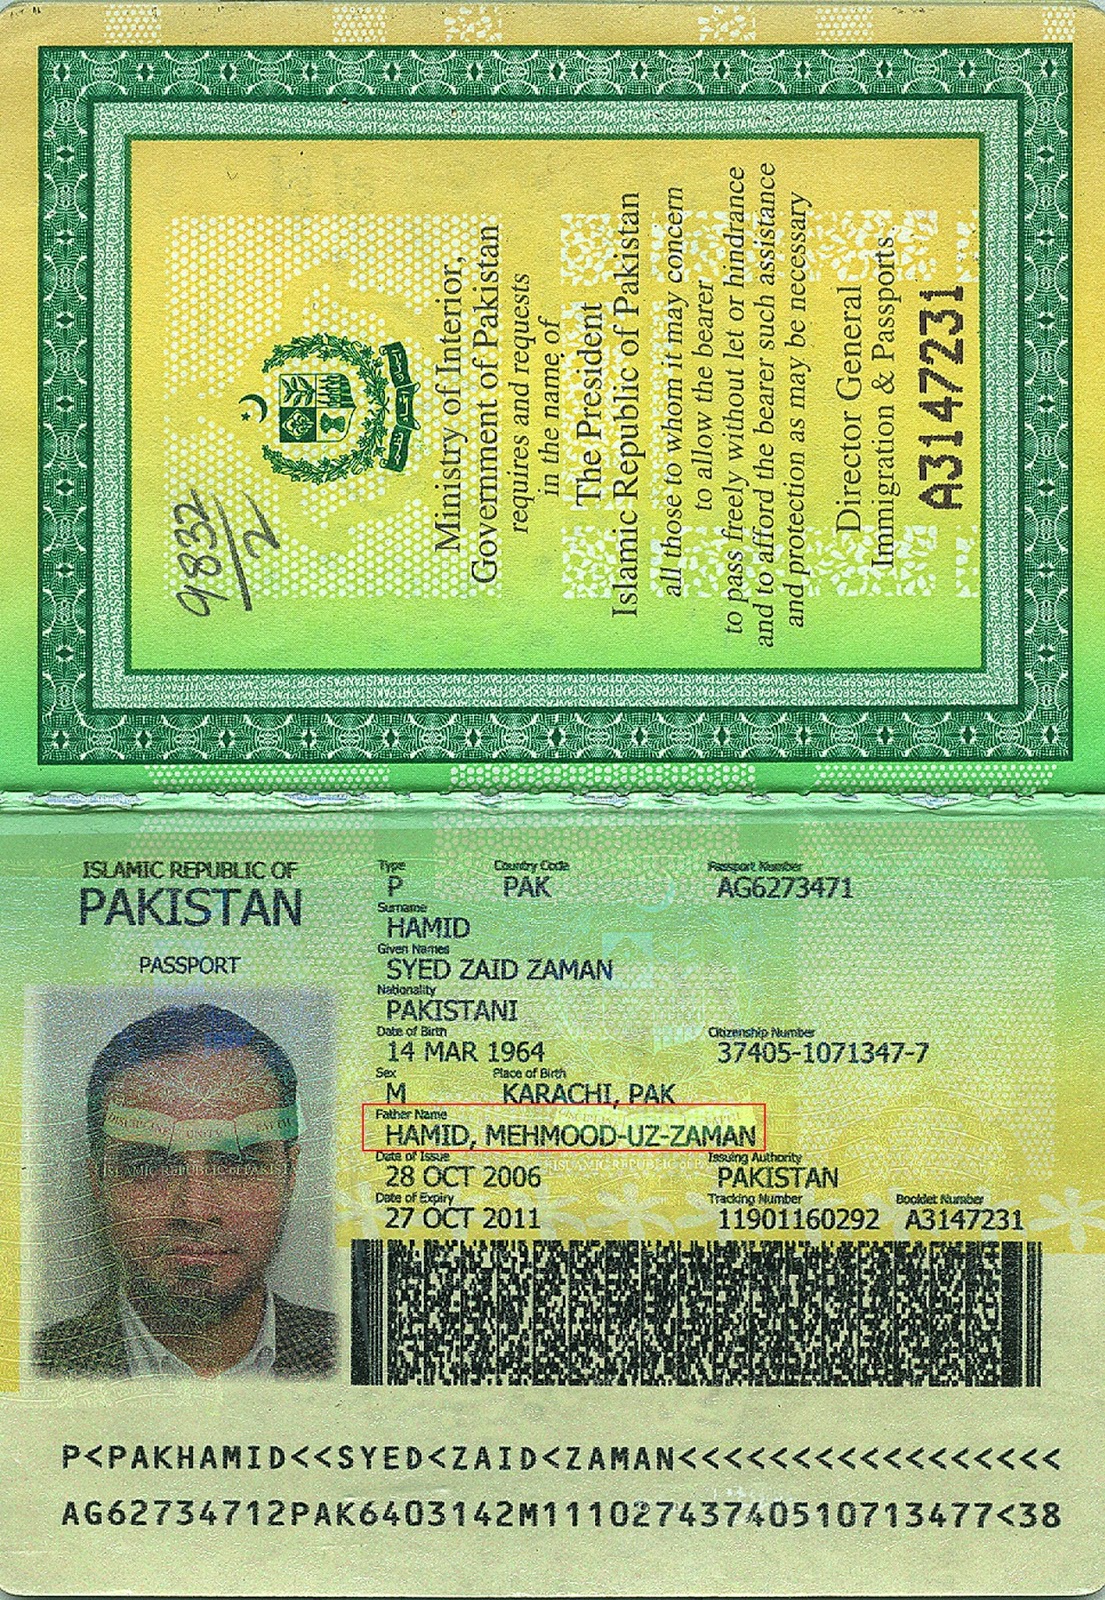 9832/2
Ministry of Interior,
Government of Pakistan
requires and requests
in the name of
The President
Islamic Republic of Pakistan
all those to whom it may concern
to allow the bearer
to pass freely without let or hindrance
and to afford the bearer such assistance
and protection as may be necessary
Director General
Immigration & Passports
A3147231
ISLAMIC REPUBLIC OF
PAKISTAN
PASSPORT
Type Country Code Passport Number
P PAK AG6273471
Surname
HAMID
Given Names
SYED ZAID ZAMAN
Nationality
PAKISTANI
Date of Birth Citizenship Number
14 MAR 1964 37405-1071347-7
Sex Place of Birth
M KARACHI, PAK
Father Name
HAMID, MEHMOOD-UZ-ZAMAN
Date of Issue Issuing Authority
28 OCT 2006 PAKISTAN
Date of Expiry Tracking Number Booklet Number
27 OCT 2011 11901160292 A3147231
P<PAKHAMID<<SYED<ZAID<ZAMAN<<<<<<<<<<<<<<<<<
AG62734712PAK6403142M1110274374051071347​7<38